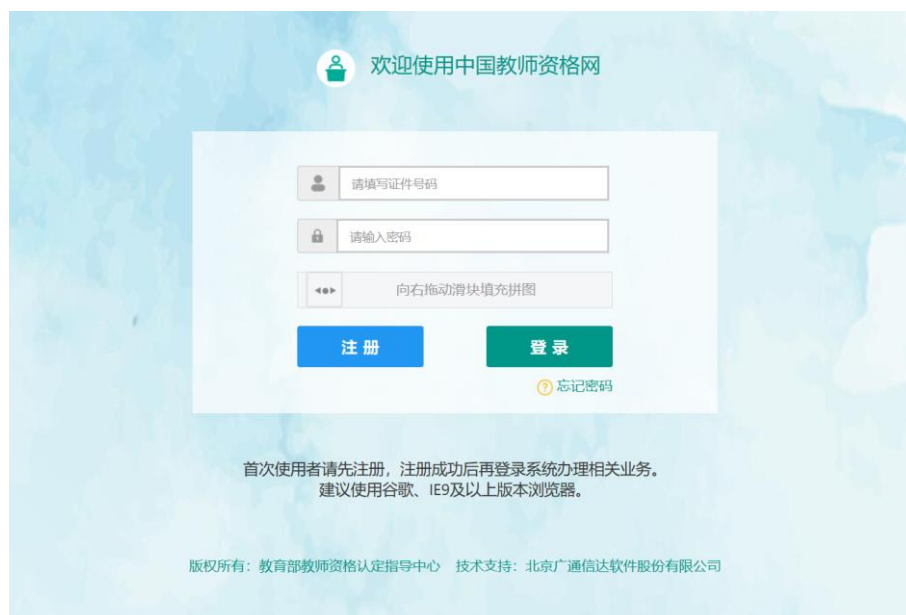 欢迎使用中国教师资格网
请填写证件号码
请输入密码
向右拖动滑块填充拼图
注 册 登 录
? 忘记密码
首次使用者请先注册，注册成功后再登录系统办理相关业务。
建议使用谷歌、IE9及以上版本浏览器。
版权所有：教育部教师资格认定指导中心 技术支持：北京广通信达软件股份有限公司